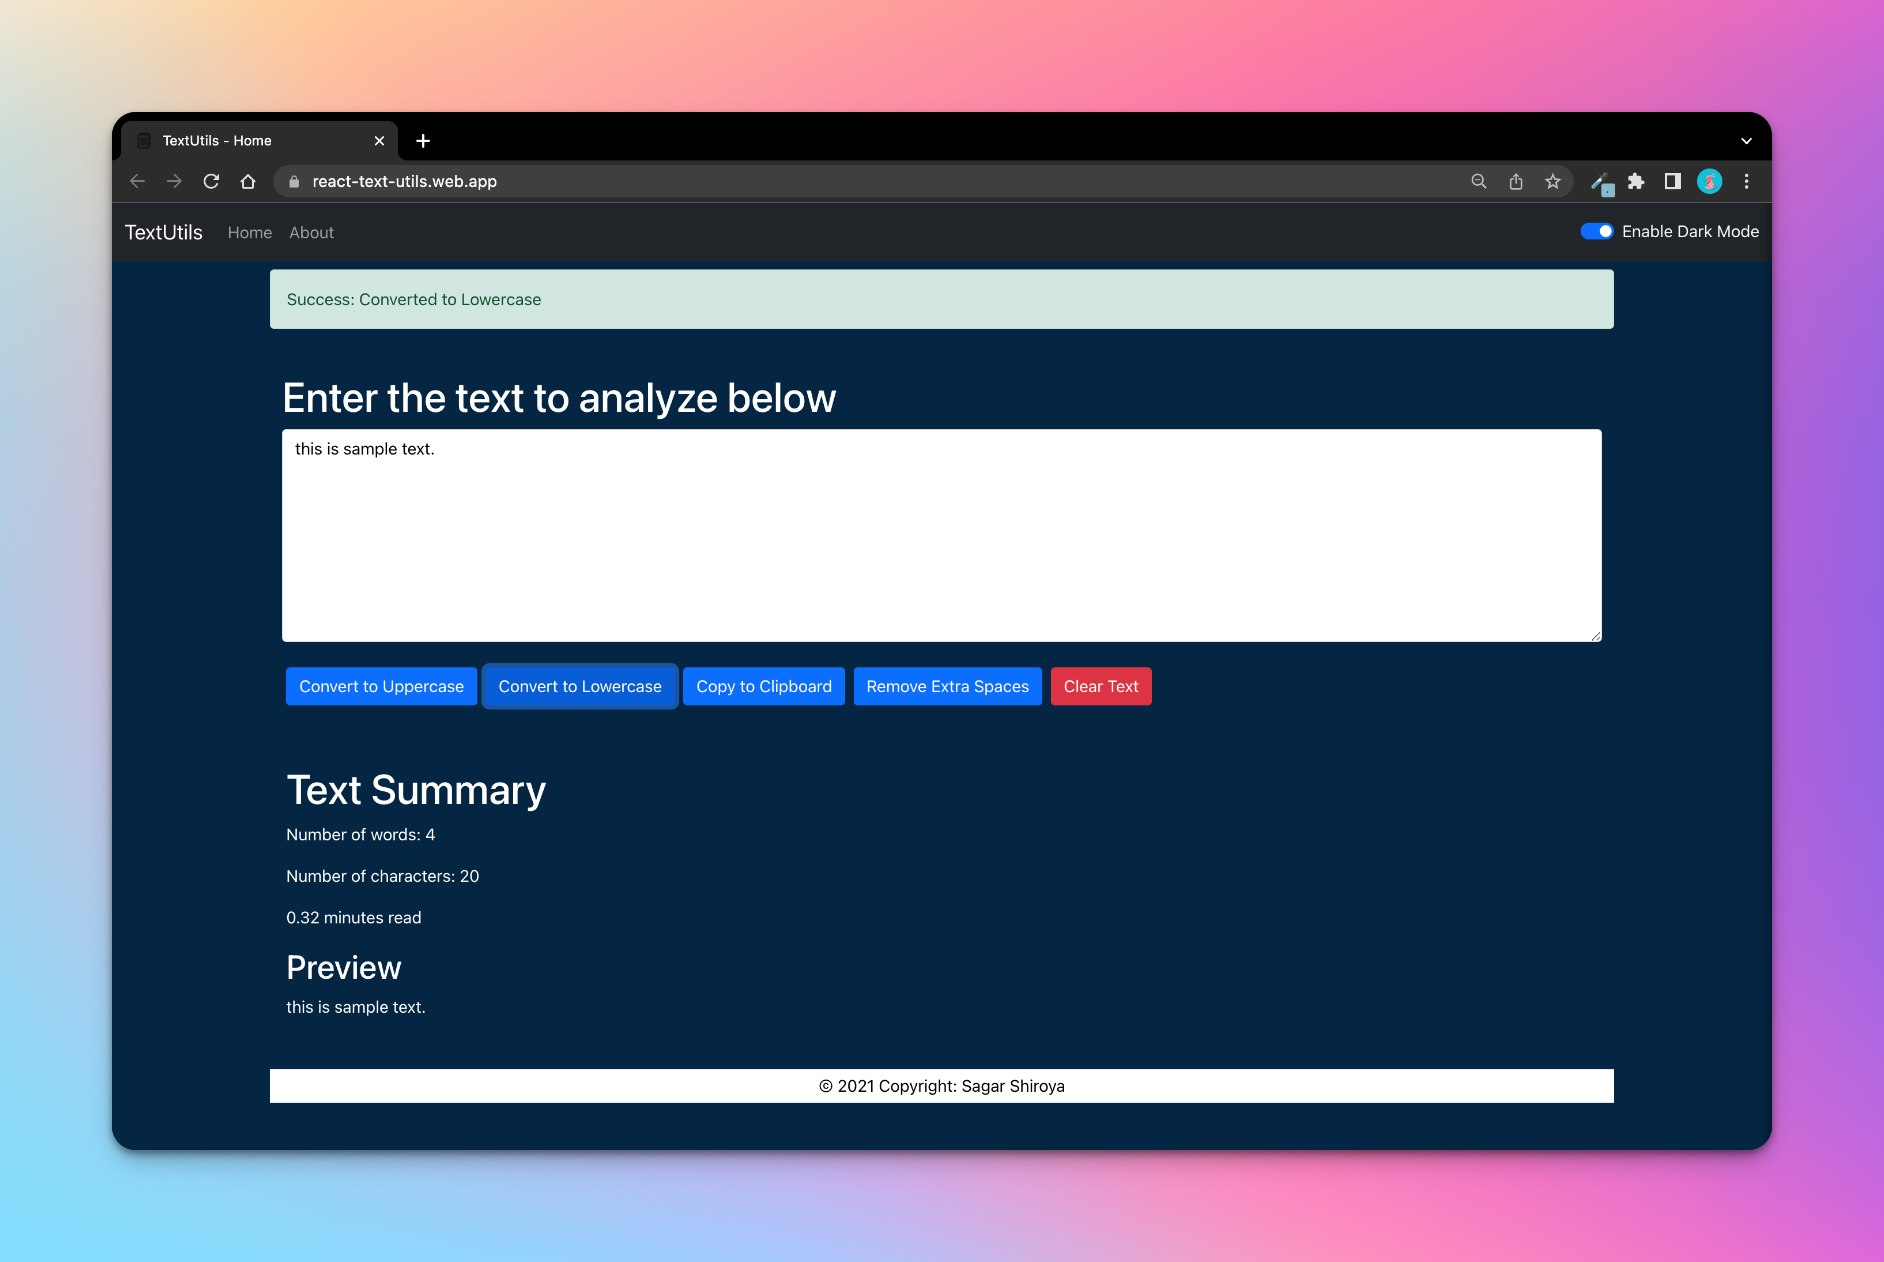 TextUtils - Home
react-text-utils.web.app
TextUtils Home About Enable Dark Mode
Success: Converted to Lowercase
Enter the text to analyze below
this is sample text.
Convert to Uppercase Convert to Lowercase Copy to Clipboard Remove Extra Spaces Clear Text
Text Summary
Number of words: 4
Number of characters: 20
0.32 minutes read
Preview
this is sample text.
© 2021 Copyright: Sagar Shiroya